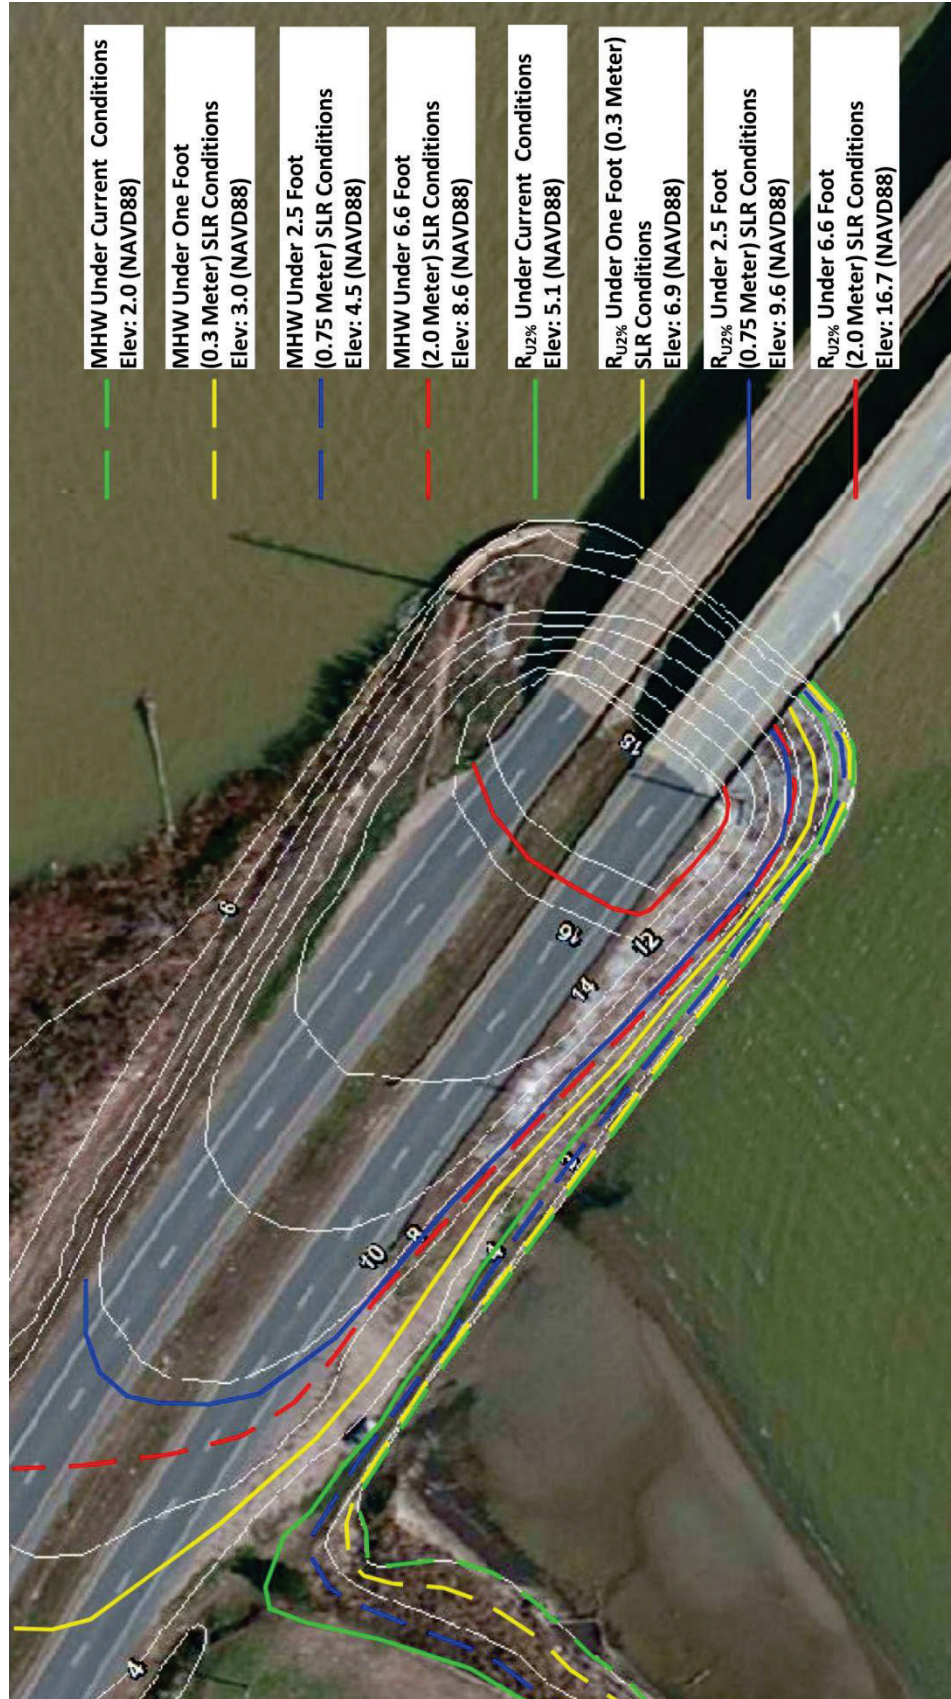 MHW Under Current Conditions
Elev: 2.0 (NAVD88)
MHW Under One Foot
(0.3 Meter) SLR Conditions
Elev: 3.0 (NAVD88)
MHW Under 2.5 Foot
(0.75 Meter) SLR Conditions
Elev: 4.5 (NAVD88)
MHW Under 6.6 Foot
(2.0 Meter) SLR Conditions
Elev: 8.6 (NAVD88)
RU2% Under Current Conditions
Elev: 5.1 (NAVD88)
RU2% Under One Foot (0.3 Meter)
SLR Conditions
Elev: 6.9 (NAVD88)
RU2% Under 2.5 Foot
(0.75 Meter) SLR Conditions
Elev: 9.6 (NAVD88)
RU2% Under 6.6 Foot
(2.0 Meter) SLR Conditions
Elev: 16.7 (NAVD88)
6
18
16
12
14
2
4
8
10
4